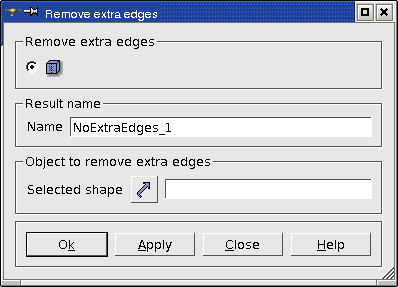 Remove extra edges
Remove extra edges
Result name
Name NoExtraEdges_1
Object to remove extra edges
Selected shape
Ok Apply Close Help